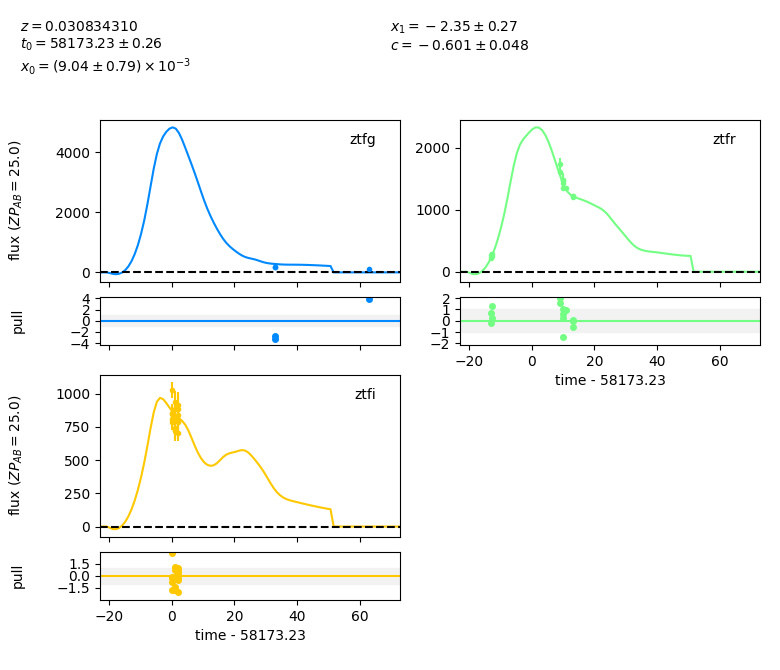 z = 0.030834310
t₀ = 58173.23 ± 0.26
x₀ = (9.04 ± 0.79) × 10⁻³
x₁ = −2.35 ± 0.27
c = −0.601 ± 0.048
flux (ZP_AB = 25.0)
4000
2000
0
ztfg
2000
1000
0
ztfr
pull
4
2
0
−2
−4
2
1
0
−1
−2
−20
0
20
40
60
time - 58173.23
flux (ZP_AB = 25.0)
1000
750
500
250
0
ztfi
pull
1.5
0.0
−1.5
−20
0
20
40
60
time - 58173.23